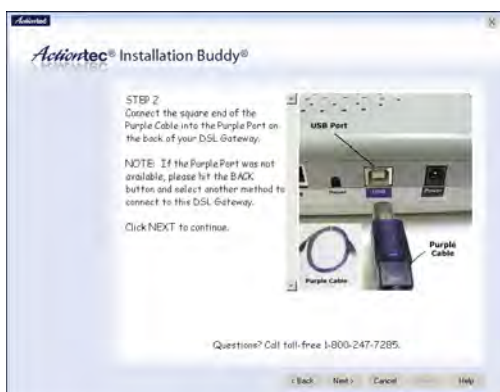 Actiontec
Actiontec® Installation Buddy®
STEP 2
Connect the square end of the
Purple Cable into the Purple Port on
the back of your DSL Gateway.
NOTE: If the Purple Port was not
available, please hit the BACK
button and select another method to
connect to this DSL Gateway.
Click NEXT to continue.
USB Port
Reset
USB
Power
Purple
Cable
Purple Cable
Questions? Call toll-free 1-800-247-7285.
< Back
Next >
Cancel
Help